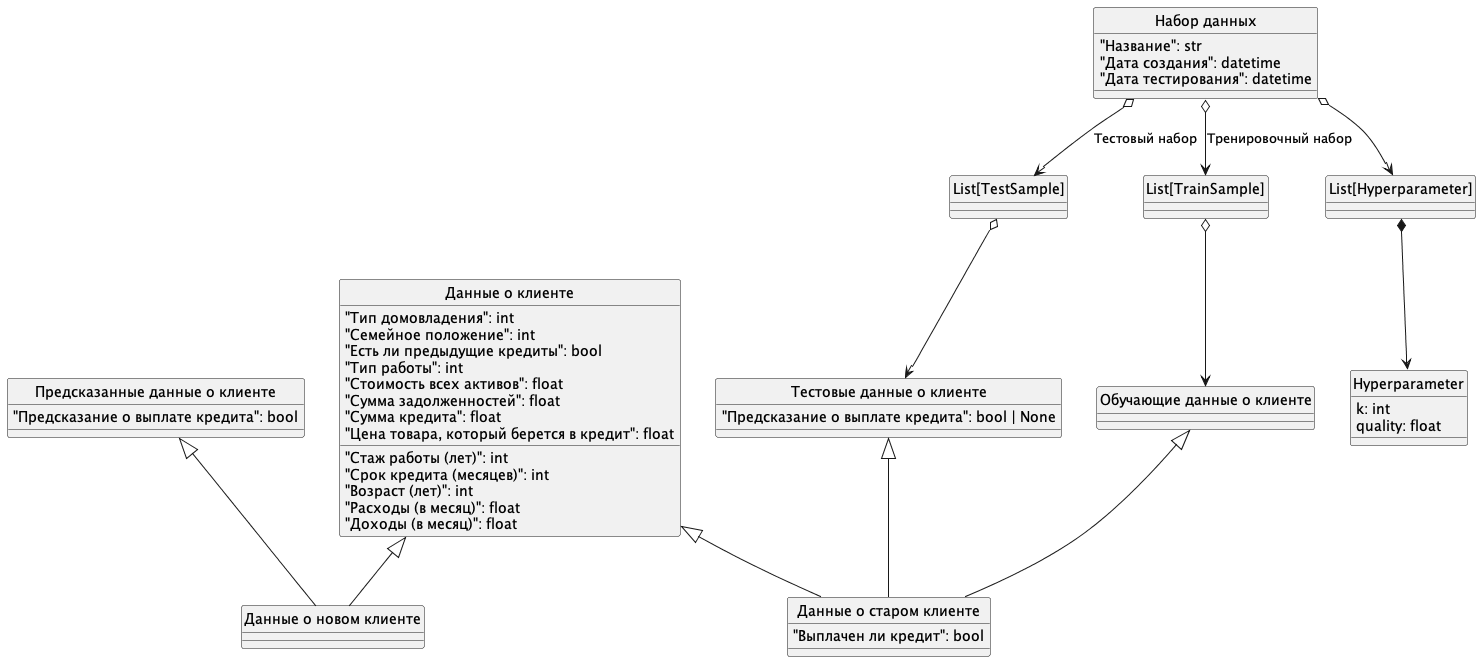 Набор данных
"Название": str
"Дата создания": datetime
"Дата тестирования": datetime
Тестовый набор
Тренировочный набор
List[TestSample]
List[TrainSample]
List[Hyperparameter]
Данные о клиенте
"Тип домовладения": int
"Семейное положение": int
"Есть ли предыдущие кредиты": bool
"Тип работы": int
"Стоимость всех активов": float
"Сумма задолженностей": float
"Сумма кредита": float
"Цена товара, который берется в кредит": float
"Стаж работы (лет)": int
"Срок кредита (месяцев)": int
"Возраст (лет)": int
"Расходы (в месяц)": float
"Доходы (в месяц)": float
Предсказанные данные о клиенте
"Предсказание о выплате кредита": bool
Тестовые данные о клиенте
"Предсказание о выплате кредита": bool | None
Обучающие данные о клиенте
Hyperparameter
k: int
quality: float
Данные о новом клиенте
Данные о старом клиенте
"Выплачен ли кредит": bool